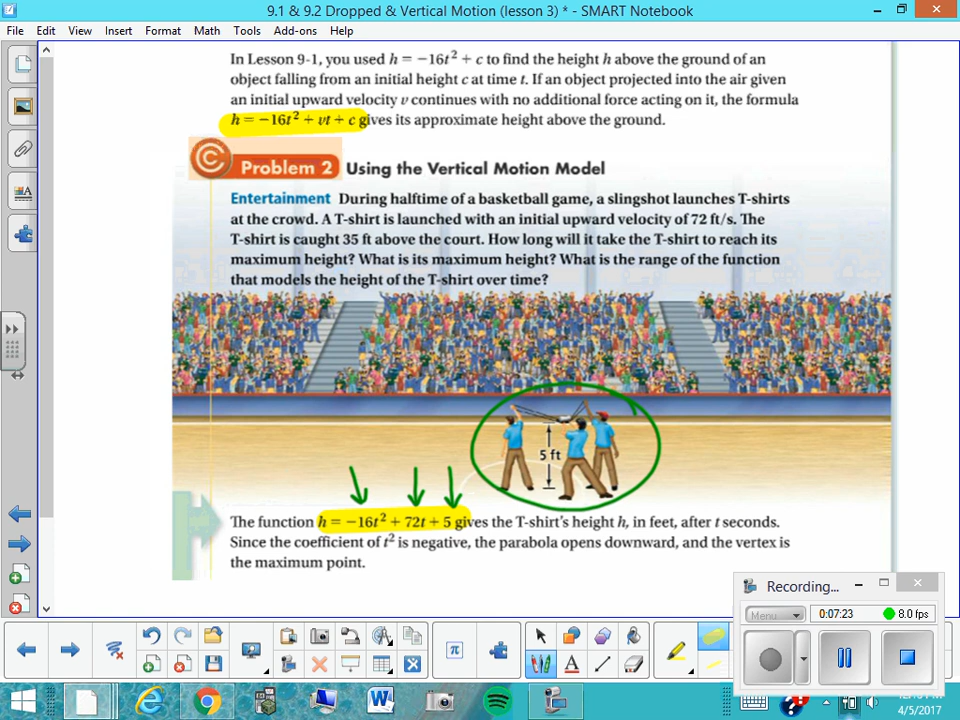 9.1 & 9.2 Dropped & Vertical Motion (lesson 3) * - SMART Notebook
File Edit View Insert Format Math Tools Add-ons Help
In Lesson 9-1, you used h = −16t² + c to find the height h above the ground of an
object falling from an initial height c at time t. If an object projected into the air given
an initial upward velocity v continues with no additional force acting on it, the formula
h = −16t² + vt + c gives its approximate height above the ground.
C Problem 2 Using the Vertical Motion Model
Entertainment During halftime of a basketball game, a slingshot launches T-shirts
at the crowd. A T-shirt is launched with an initial upward velocity of 72 ft/s. The
T-shirt is caught 35 ft above the court. How long will it take the T-shirt to reach its
maximum height? What is its maximum height? What is the range of the function
that models the height of the T-shirt over time?
5 ft
The function h = −16t² + 72t + 5 gives the T-shirt's height h, in feet, after t seconds.
Since the coefficient of t² is negative, the parabola opens downward, and the vertex is
the maximum point.
Recording...
Menu 0:07:23 8.0 fps
π
A
W
4/5/2017